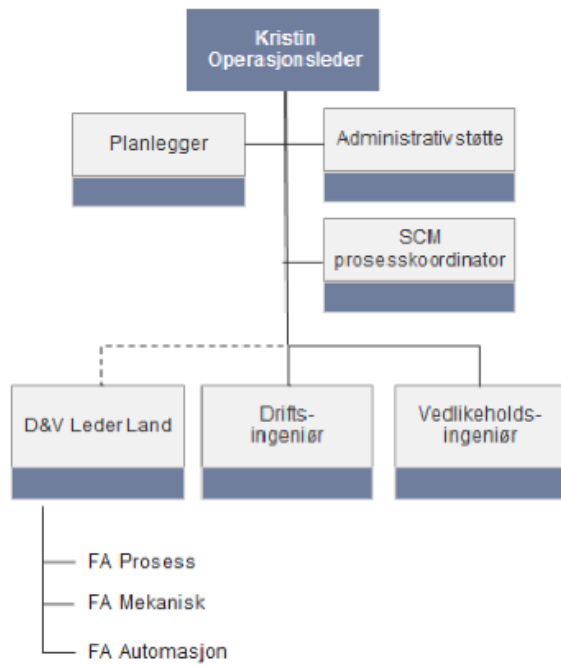 Kristin
Operasjonsleder
Planlegger
Administrativ støtte
SCM
prosesskoordinator
D&V Leder Land
Drifts-
ingeniør
Vedlikeholds-
ingeniør
FA Prosess
FA Mekanisk
FA Automasjon